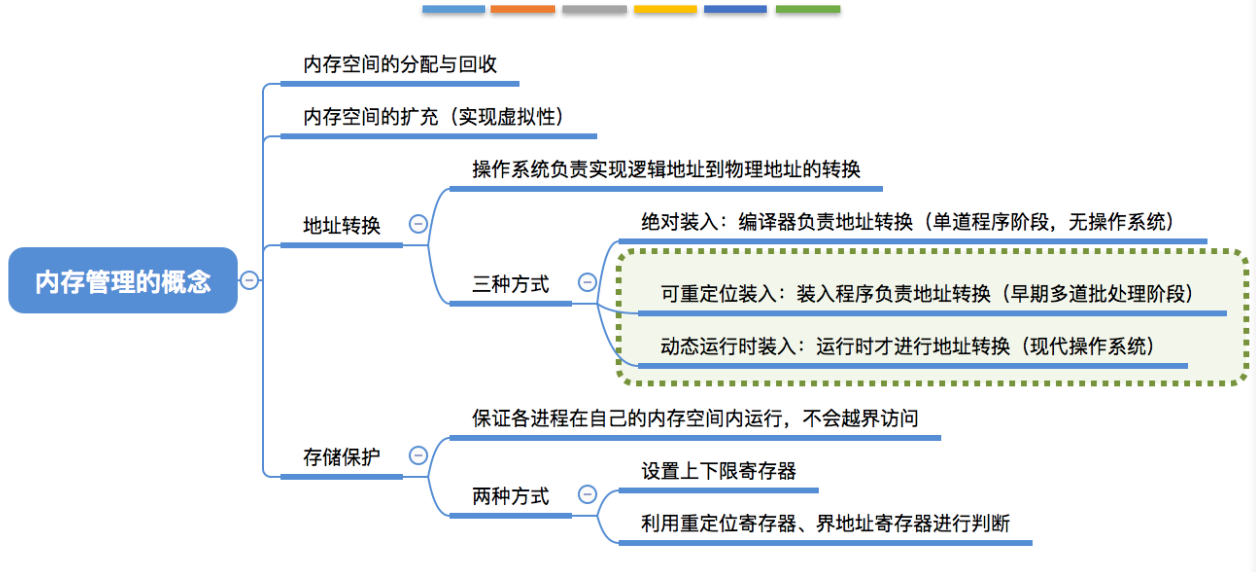 内存空间的分配与回收
内存空间的扩充（实现虚拟性）
操作系统负责实现逻辑地址到物理地址的转换
地址转换
绝对装入：编译器负责地址转换（单道程序阶段，无操作系统）
三种方式
可重定位装入：装入程序负责地址转换（早期多道批处理阶段）
动态运行时装入：运行时才进行地址转换（现代操作系统）
内存管理的概念
保证各进程在自己的内存空间内运行，不会越界访问
存储保护
设置上下限寄存器
两种方式
利用重定位寄存器、界地址寄存器进行判断